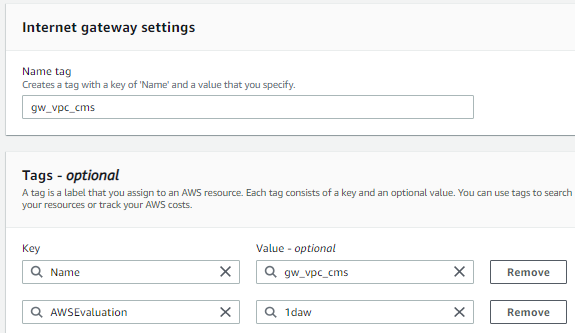 Internet gateway settings
Name tag
Creates a tag with a key of 'Name' and a value that you specify.
gw_vpc_cms
Tags - optional
A tag is a label that you assign to an AWS resource. Each tag consists of a key and an optional value. You can use tags to search
your resources or track your AWS costs.
Key Value - optional
Name gw_vpc_cms Remove
AWSEvaluation 1daw Remove